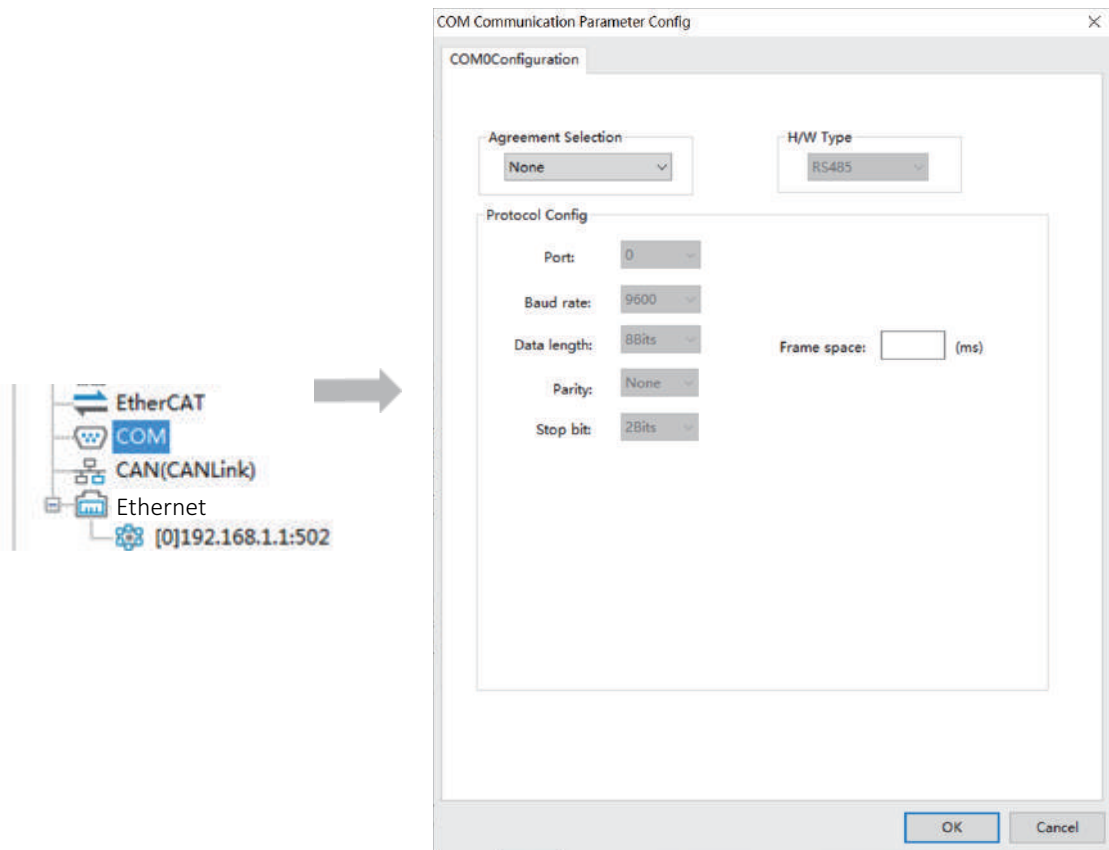 COM Communication Parameter Config
COM0Configuration
Agreement Selection
None
H/W Type
RS485
Protocol Config
Port:
0
Baud rate:
9600
Data length:
8Bits
Frame space:
(ms)
Parity:
None
Stop bit:
2Bits
OK
Cancel
EtherCAT
COM
CAN(CANLink)
Ethernet
[0]192.168.1.1:502